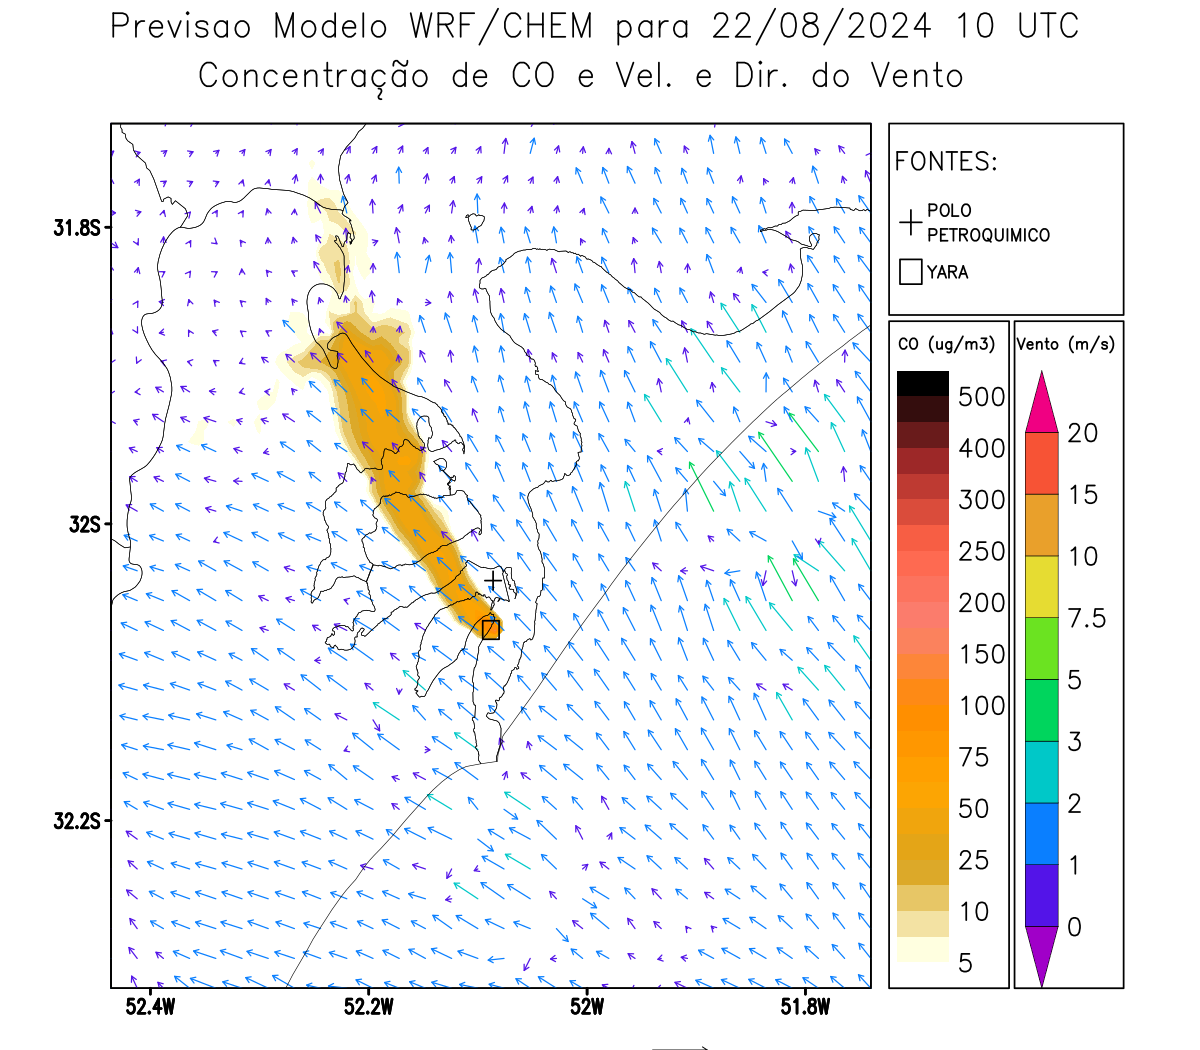 Previsao Modelo WRF/CHEM para 22/08/2024 10 UTC
Concentração de CO e Vel. e Dir. do Vento
FONTES:
POLO
PETROQUIMICO
YARA
31.8S
32S
32.2S
52.4W
52.2W
52W
51.8W
CO (ug/m3)
500
400
300
250
200
150
100
75
50
25
10
5
Vento (m/s)
20
15
10
7.5
5
3
2
1
0